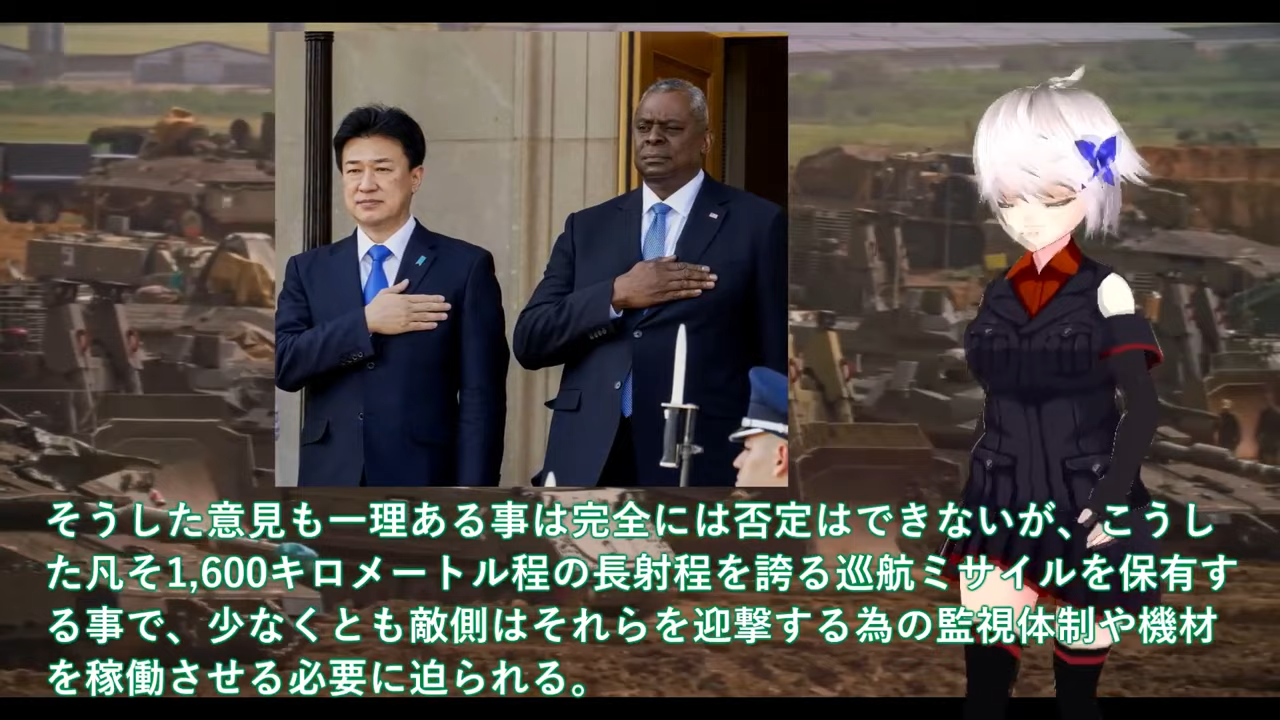 そうした意見も一理ある事は完全には否定はできないが、こうし
た凡そ1,600キロメートル程の長射程を誇る巡航ミサイルを保有す
る事で、少なくとも敵側はそれらを迎撃する為の監視体制や機材
を稼働させる必要に迫られる。